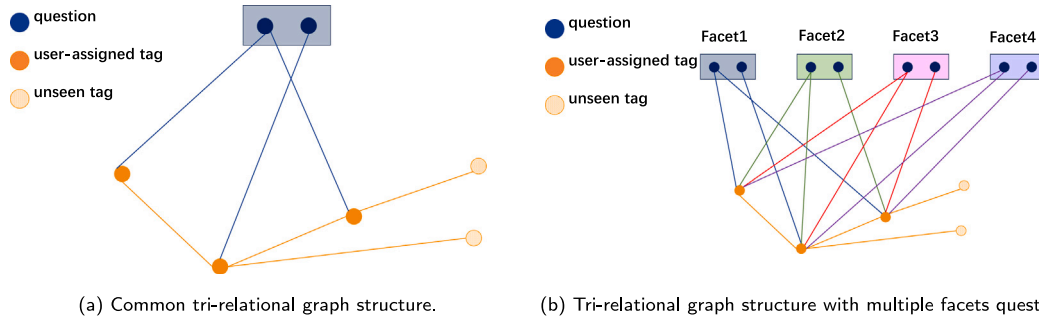 question
user-assigned tag
unseen tag
(a) Common tri-relational graph structure.
question
user-assigned tag
unseen tag
Facet1 Facet2 Facet3 Facet4
(b) Tri-relational graph structure with multiple facets quest